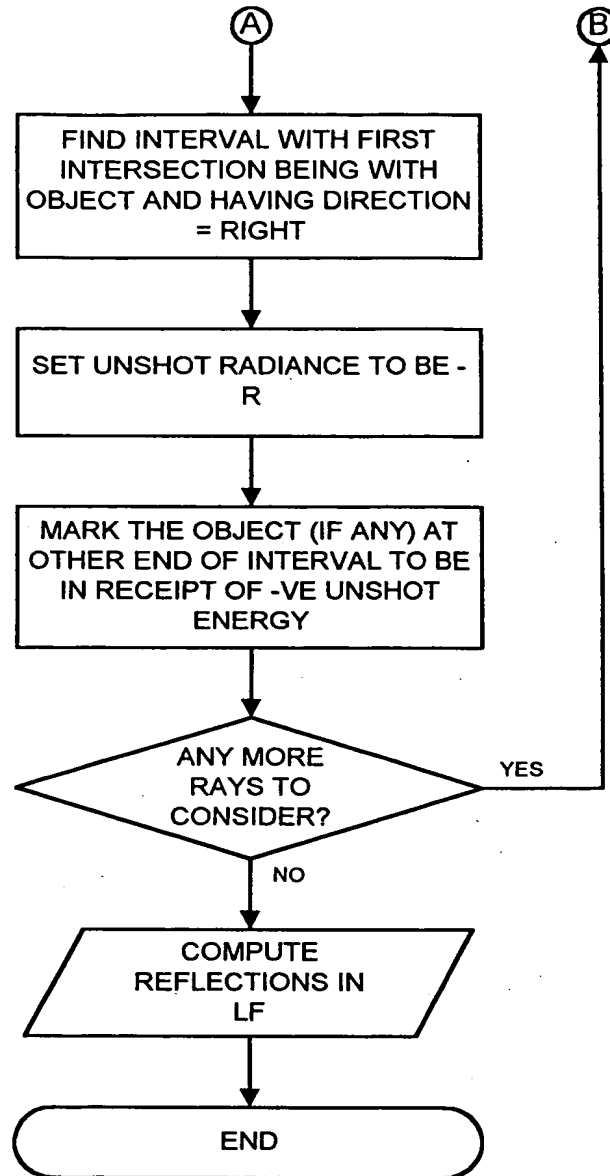 A
B
FIND INTERVAL WITH FIRST
INTERSECTION BEING WITH
OBJECT AND HAVING DIRECTION
= RIGHT
SET UNSHOT RADIANCE TO BE -
R
MARK THE OBJECT (IF ANY) AT
OTHER END OF INTERVAL TO BE
IN RECEIPT OF -VE UNSHOT
ENERGY
ANY MORE
RAYS TO
CONSIDER?
YES
NO
COMPUTE
REFLECTIONS IN
LF
END